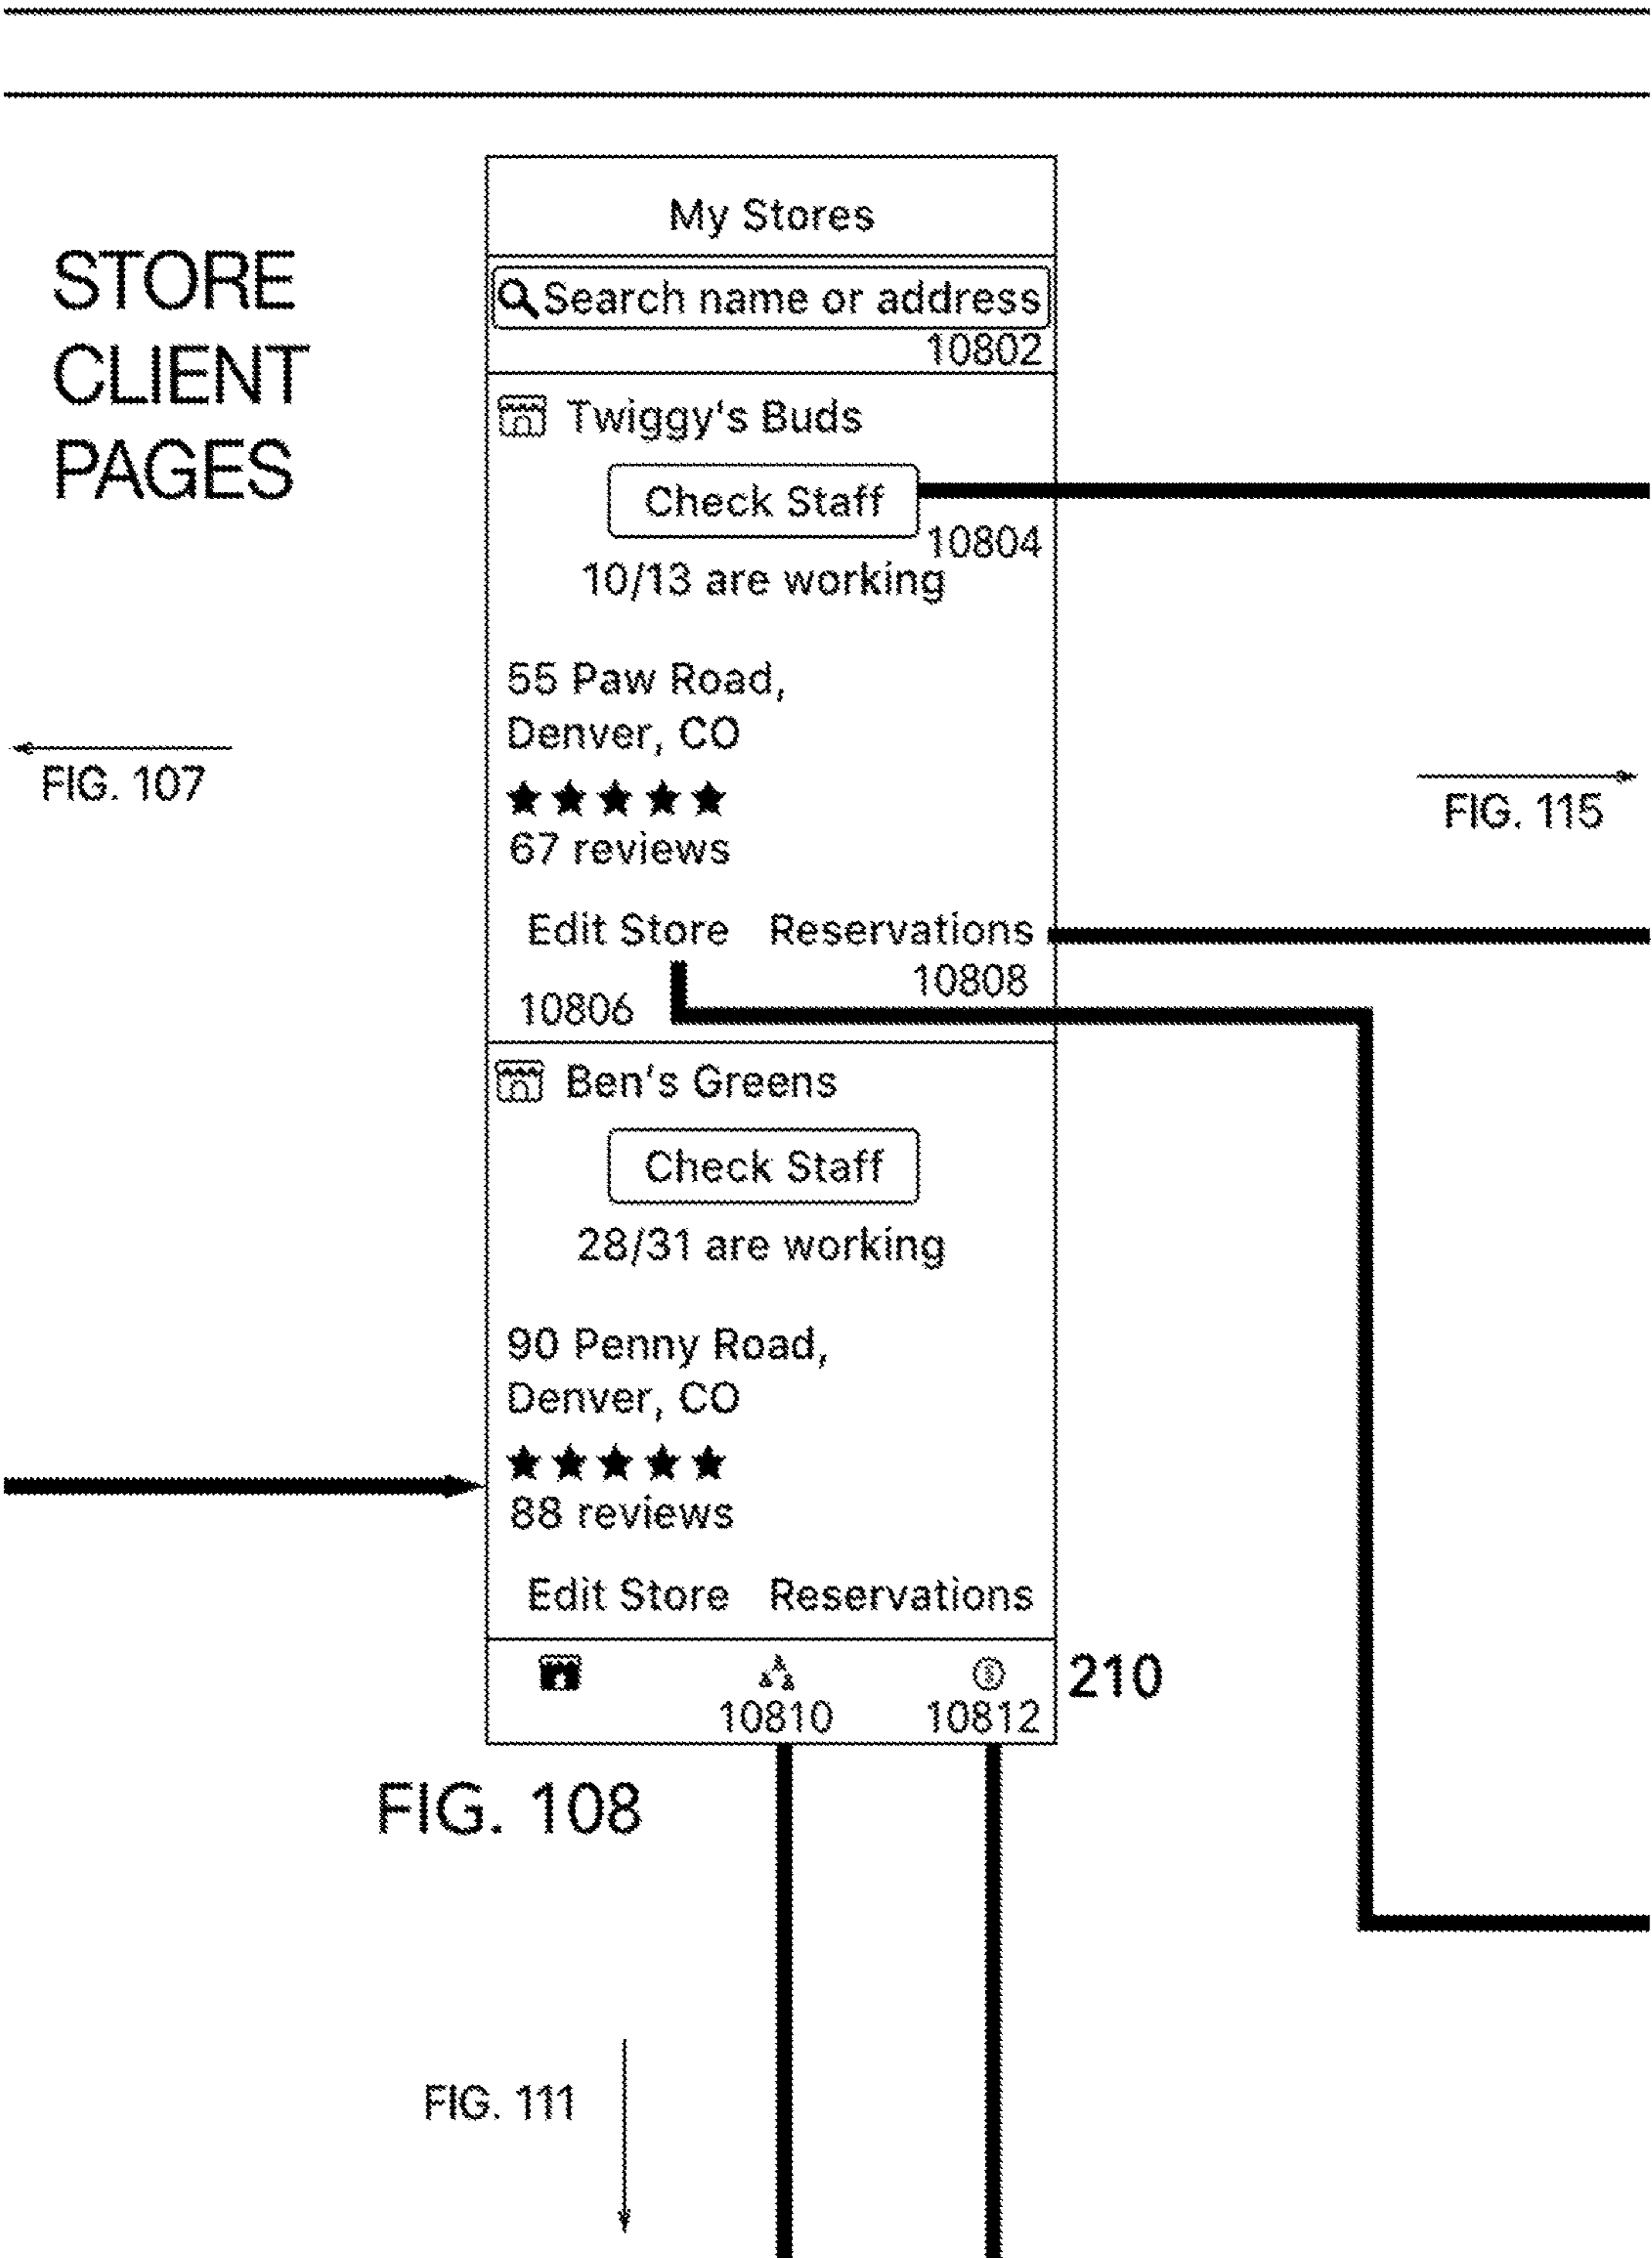 STORE
CLIENT
PAGES
My Stores
Search name or address
10802
Twiggy's Buds
Check Staff
10804
10/13 are working
55 Paw Road,
Denver, CO
67 reviews
Edit Store Reservations
10808
10806
FIG. 107
FIG. 115
Ben's Greens
Check Staff
28/31 are working
90 Penny Road,
Denver, CO
88 reviews
Edit Store Reservations
210
10810 10812
FIG. 108
FIG. 111